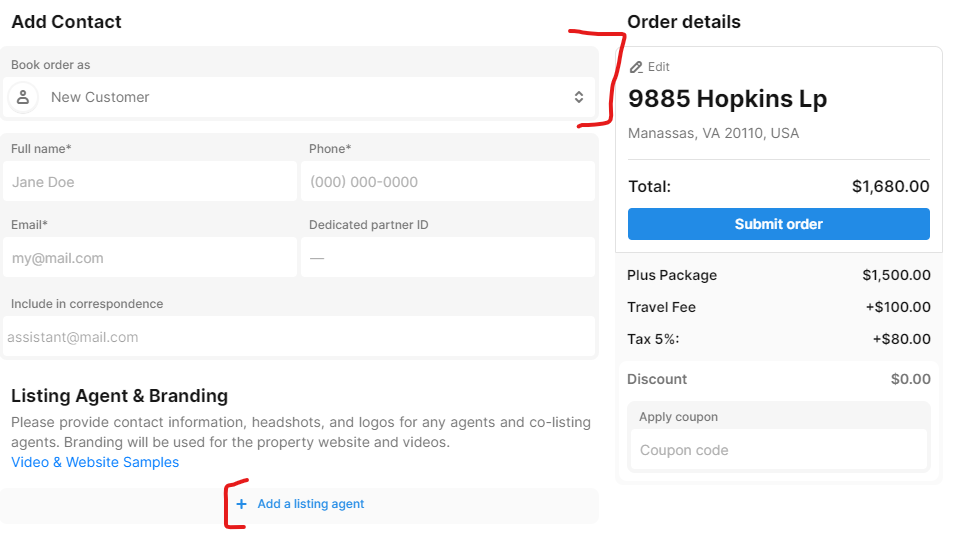 Add Contact
Book order as
New Customer
Full name*
Phone*
Jane Doe
(000) 000-0000
Email*
Dedicated partner ID
my@mail.com
—
Include in correspondence
assistant@mail.com
Listing Agent & Branding
Please provide contact information, headshots, and logos for any agents and co-listing
agents. Branding will be used for the property website and videos.
Video & Website Samples
+ Add a listing agent
Order details
Edit
9885 Hopkins Lp
Manassas, VA 20110, USA
Total: $1,680.00
Submit order
Plus Package $1,500.00
Travel Fee +$100.00
Tax 5%: +$80.00
Discount $0.00
Apply coupon
Coupon code